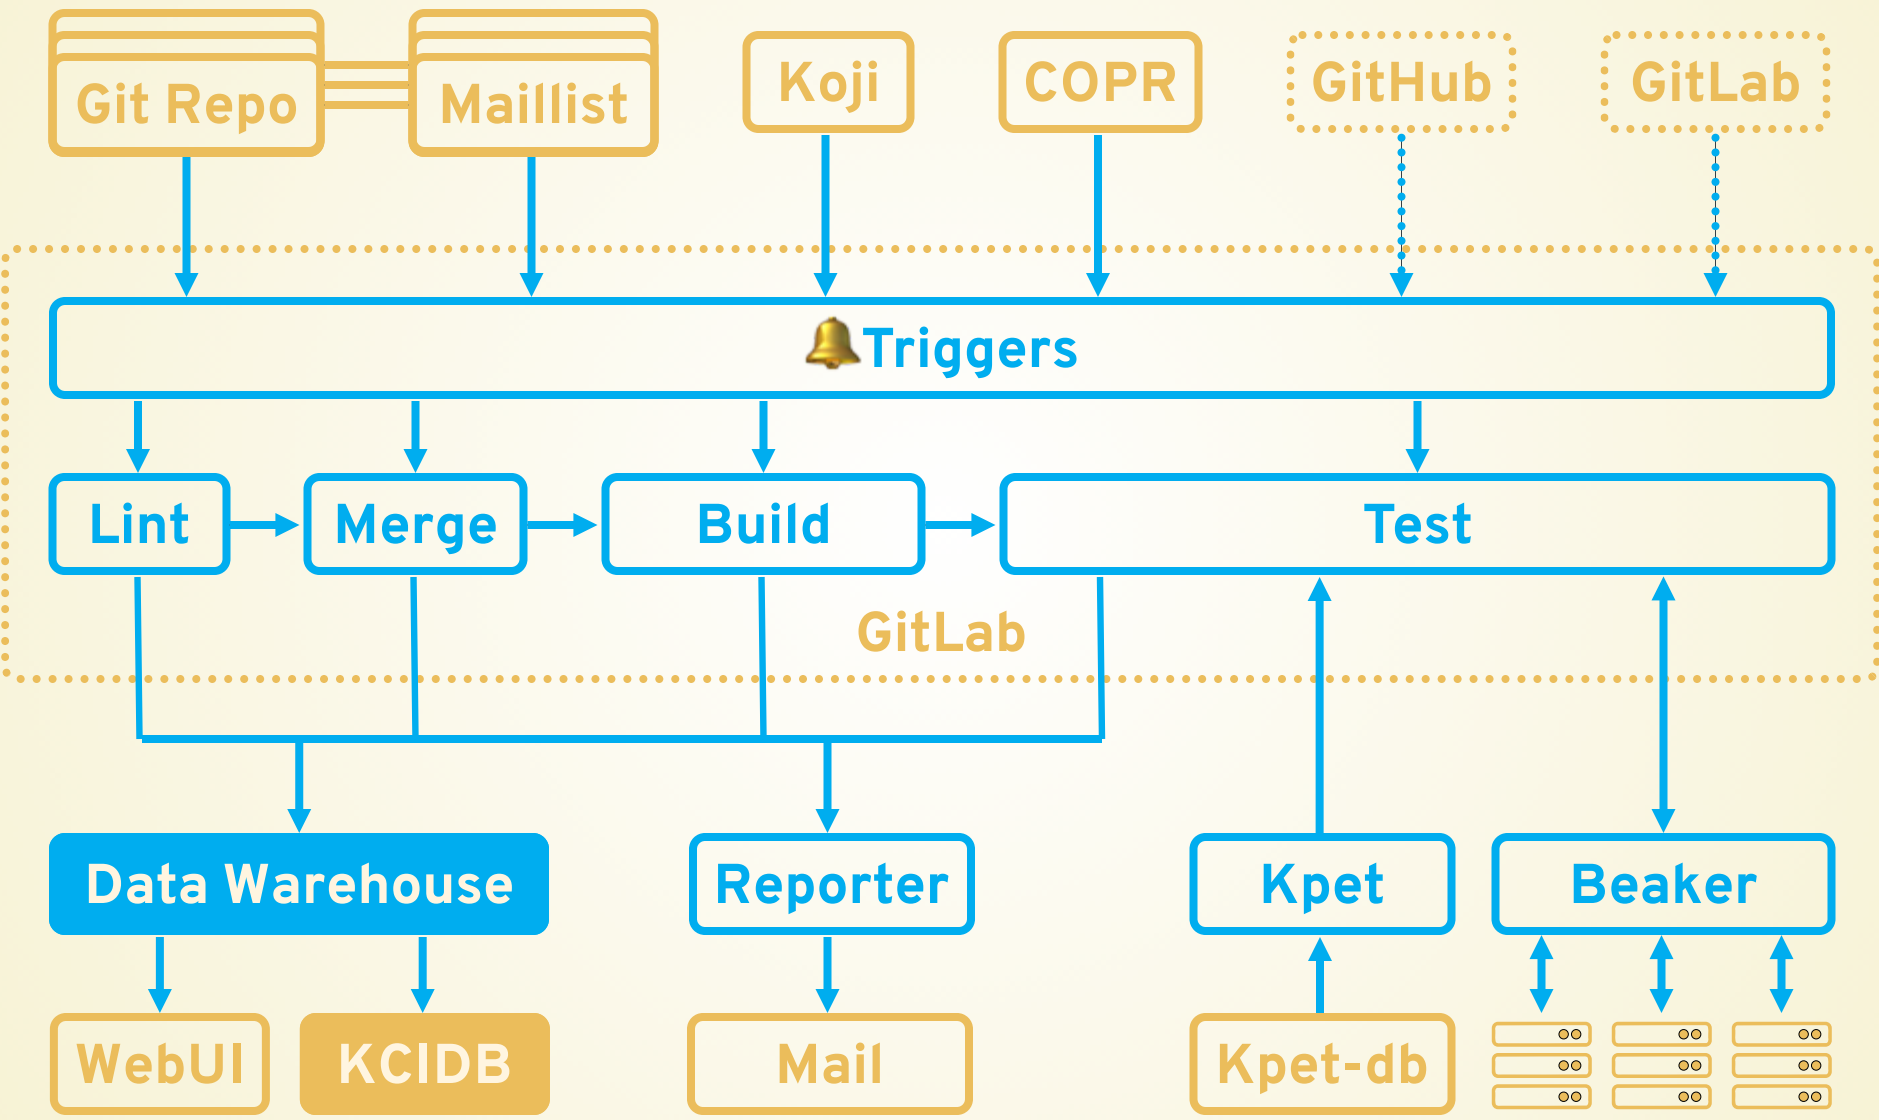 Git Repo
Maillist
Koji
COPR
GitHub
GitLab
Triggers
Lint
Merge
Build
Test
GitLab
Data Warehouse
Reporter
Kpet
Beaker
WebUI
KCIDB
Mail
Kpet-db